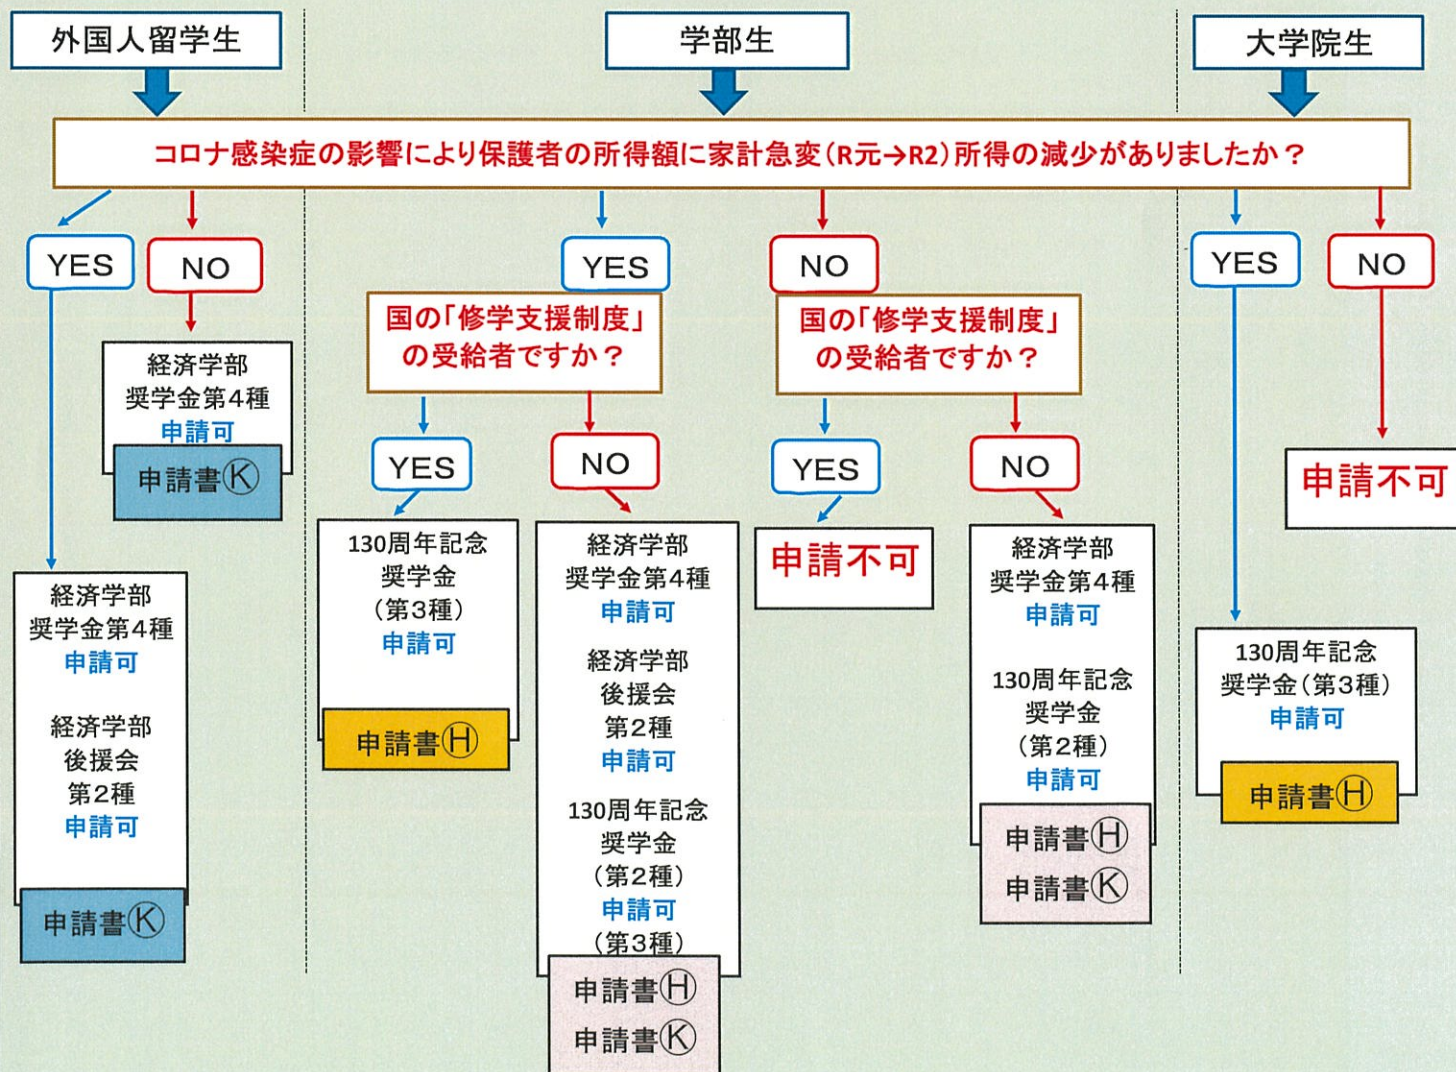 外国人留学生
学部生
大学院生
コロナ感染症の影響により保護者の所得額に家計急変（R元→R2）所得の減少がありましたか？
YES
NO
経済学部
奨学金第4種
申請可
申請書Ⓚ
経済学部
奨学金第4種
申請可
経済学部
後援会
第2種
申請可
申請書Ⓚ
YES
国の「修学支援制度」
の受給者ですか？
YES
130周年記念
奨学金
（第3種）
申請可
申請書Ⓗ
NO
経済学部
奨学金第4種
申請可
経済学部
後援会
第2種
申請可
130周年記念
奨学金
（第2種）
申請可
（第3種）
申請書Ⓗ
申請書Ⓚ
NO
国の「修学支援制度」
の受給者ですか？
YES
申請不可
NO
経済学部
奨学金第4種
申請可
130周年記念
奨学金
（第2種）
申請可
申請書Ⓗ
申請書Ⓚ
YES
130周年記念
奨学金（第3種）
申請可
申請書Ⓗ
NO
申請不可